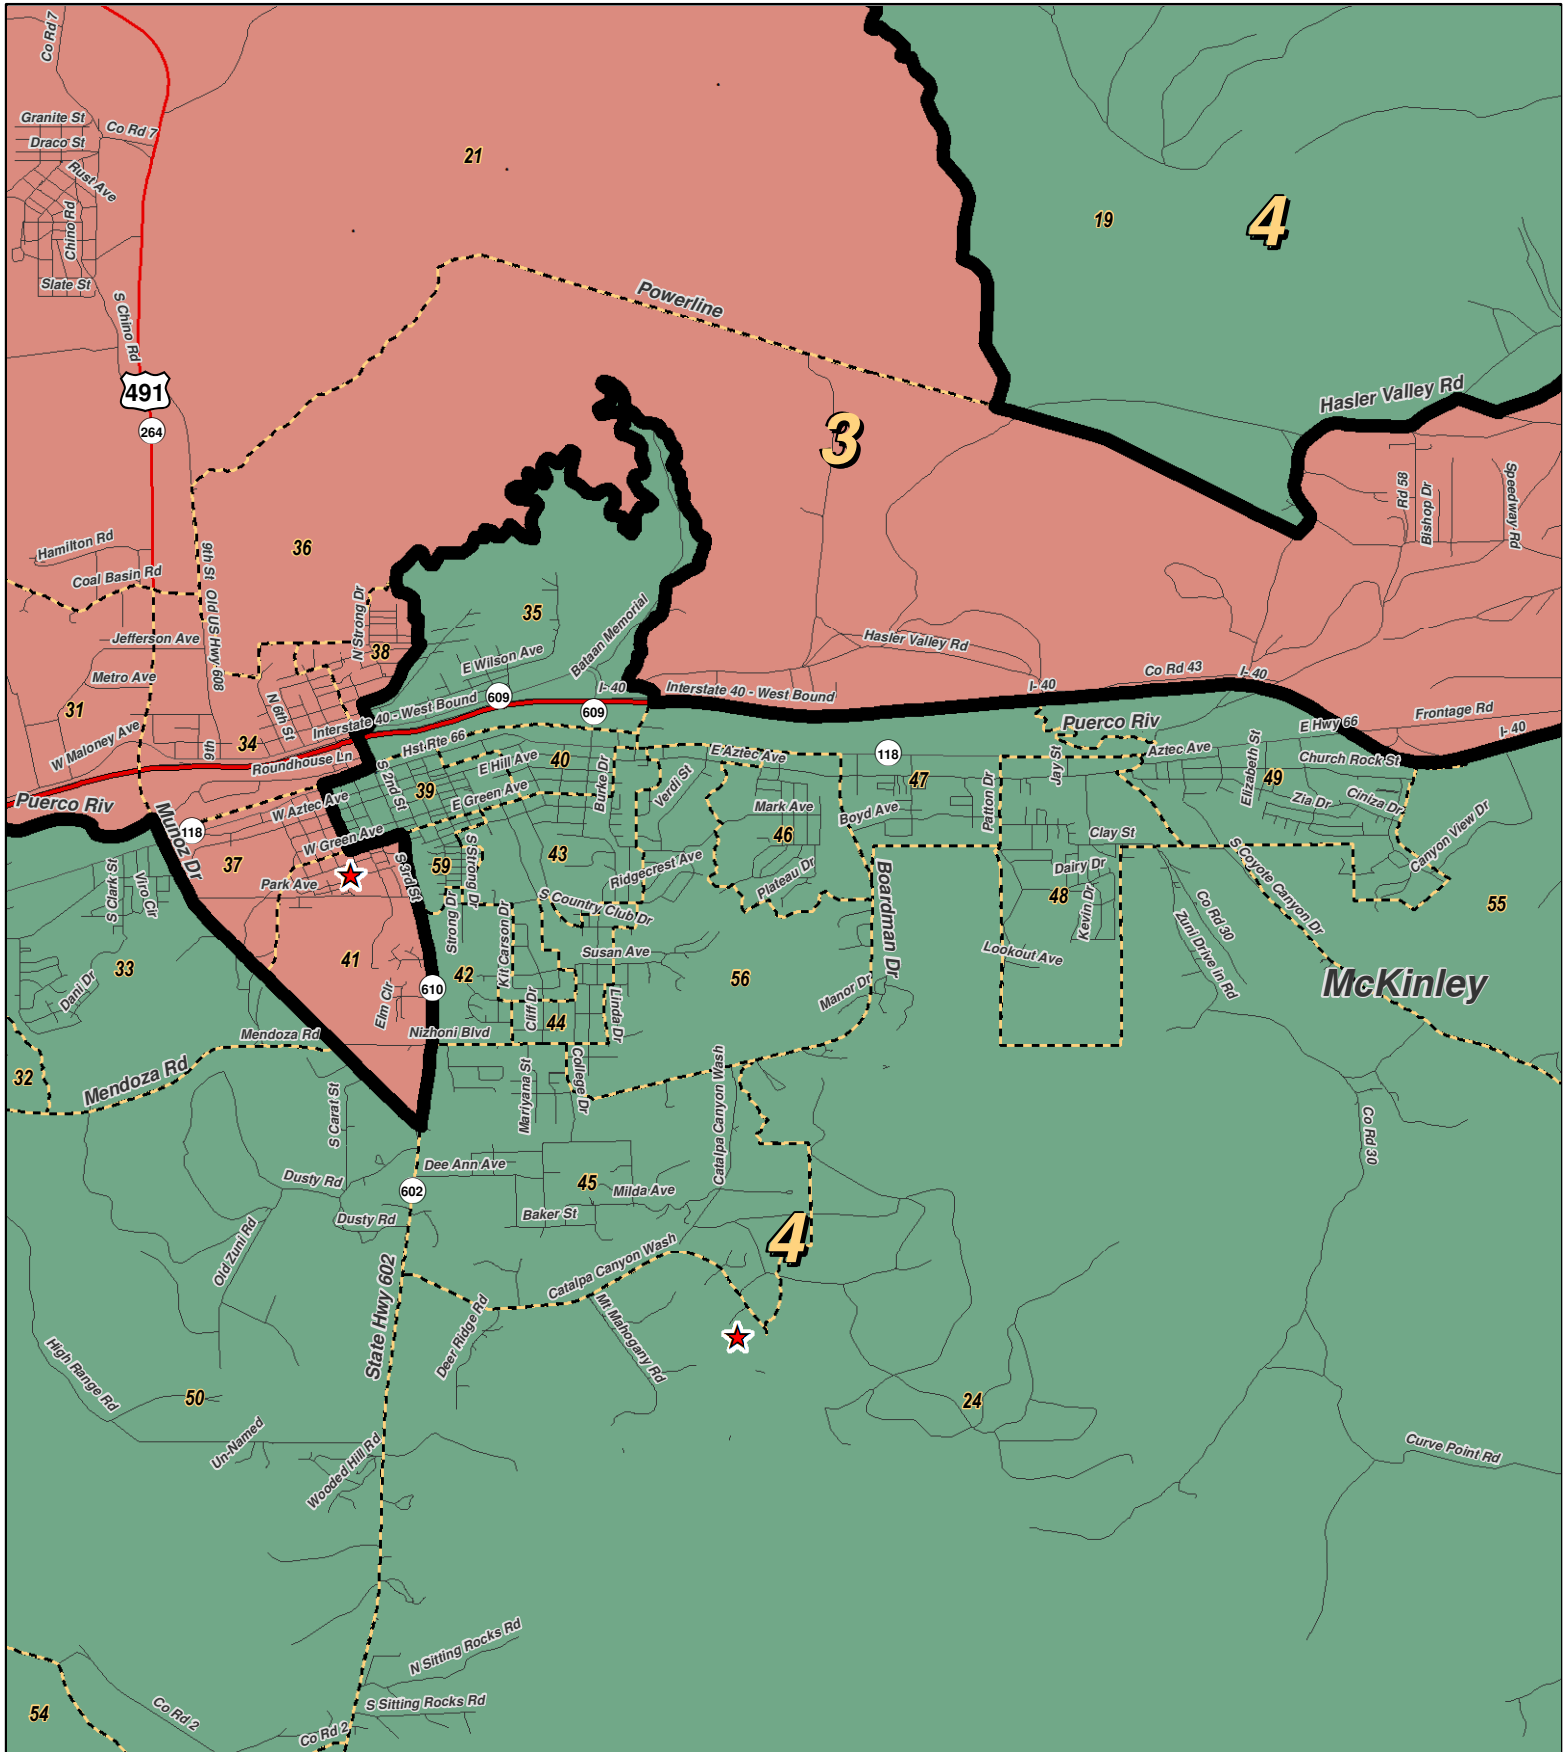 Co Rd 7
Granite St
Co Rd 7
Draco St
21
Rust Ave
19
4
Chino Rd
Slate St
Powerline
S Chino Rd
491
Hasler Valley Rd
264
3
Rd 58
Bishop Dr
Speedway Rd
Hamilton Rd
36
9th St
Coal Basin Rd
35
Old US Hwy 608
N Strong Dr
Bataan Memorial
Jefferson Ave
38
E Wilson Ave
Hasler Valley Rd
Metro Ave
Co Rd 43
I- 40
31
N 6th St
609
I- 40
Interstate 40 - West Bound
I- 40
Interstate 40 - West Bound
609
Frontage Rd
W Maloney Ave
34
9th
Hst Rte 66
Puerco Riv
E Hwy 66
I- 40
Roundhouse Ln
E Hill Ave
40
E Aztec Ave
118
Aztec Ave
Church Rock St
S 2nd St
39
Burke Dr
Verdi St
47
Jay St
Elizabeth St
49
Puerco Riv
W Aztec Ave
E Green Ave
Mark Ave
Patton Dr
Zia Dr
Ciniza Dr
Munoz Dr
118
W Green Ave
46
Boyd Ave
Clay St
Canyon View Dr
37
S 3rd St
59
S Strong Dr
43
Ridgecrest Ave
Plateau Dr
Dairy Dr
S Coyote Canyon Dr
S Clark St
Viro Cir
Park Ave
Boardman Dr
48
Kevin Dr
Co Rd 30
55
S Country Club Dr
Strong Dr
Kit Carson Dr
Zuni Drive In Rd
33
41
42
Susan Ave
56
Lookout Ave
McKinley
Dani Dr
610
Elm Cir
Cliff Dr
Linda Dr
Manor Dr
44
Mendoza Rd
Nizhoni Blvd
32
Mendoza Rd
S Carat St
Mariyana St
College Dr
Catalpa Canyon Wash
Co Rd 30
Dee Ann Ave
Dusty Rd
602
45
Milda Ave
Dusty Rd
Baker St
4
Old Zuni Rd
Catalpa Canyon Wash
State Hwy 602
Deer Ridge Rd
Mt Mahogany Rd
High Range Rd
50
24
Un-Named
Wooded Hill Rd
Curve Point Rd
N Sitting Rocks Rd
54
Co Rd 2
S Sitting Rocks Rd
Co Rd 2